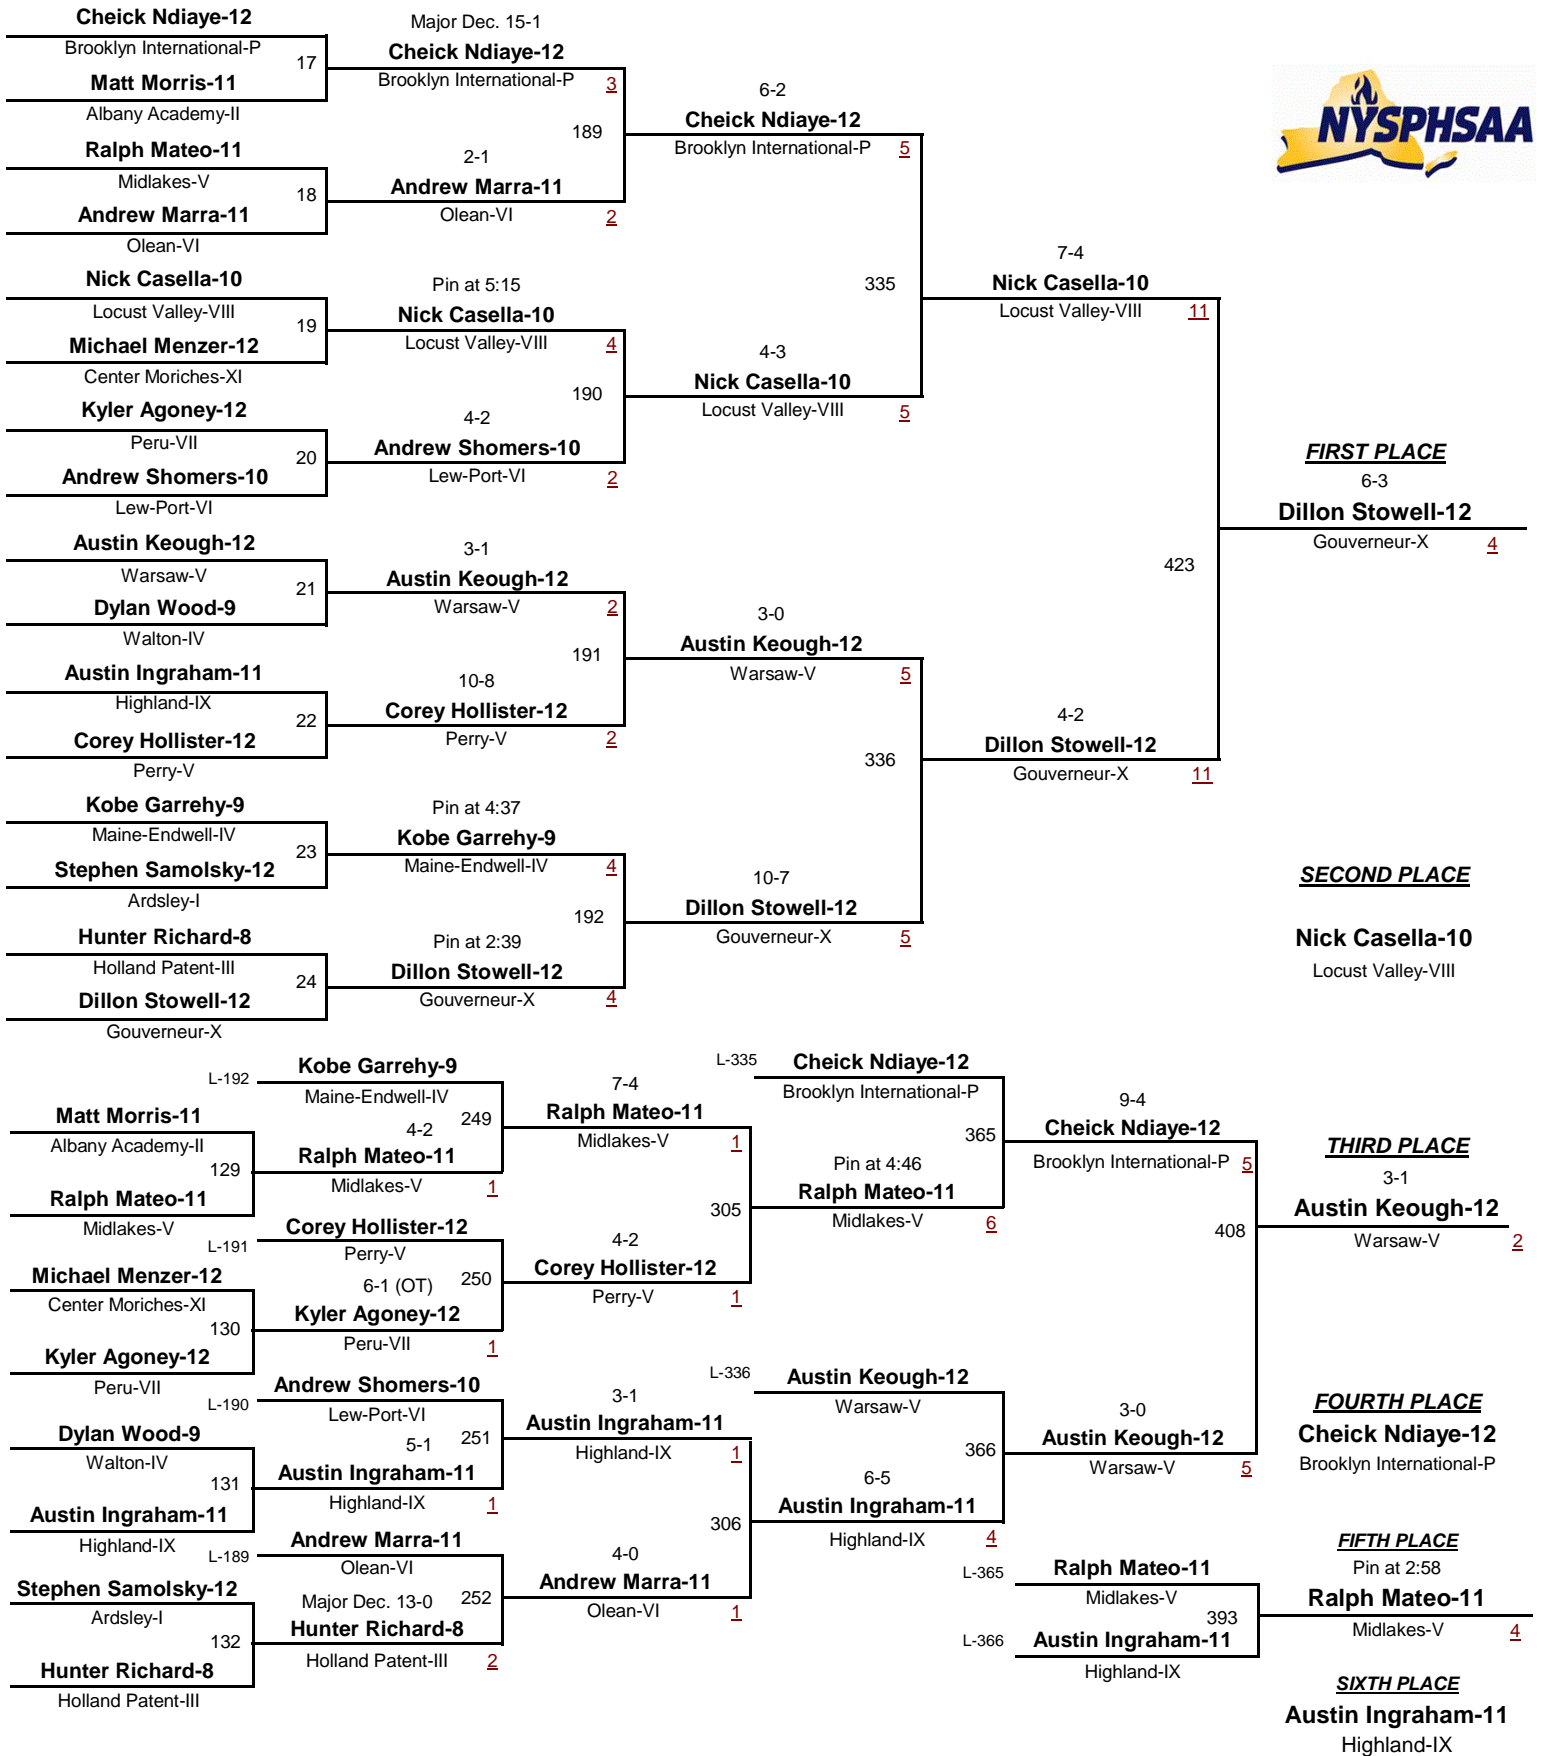 Cheick Ndiaye-12
Brooklyn International-P
17
Matt Morris-11
Albany Academy-II
Ralph Mateo-11
Midlakes-V
18
Andrew Marra-11
Olean-VI
Nick Casella-10
Locust Valley-VIII
19
Michael Menzer-12
Center Moriches-XI
Kyler Agoney-12
Peru-VII
20
Andrew Shomers-10
Lew-Port-VI
Austin Keough-12
Warsaw-V
21
Dylan Wood-9
Walton-IV
Austin Ingraham-11
Highland-IX
22
Corey Hollister-12
Perry-V
Kobe Garrehy-9
Maine-Endwell-IV
23
Stephen Samolsky-12
Ardsley-I
Hunter Richard-8
Holland Patent-III
24
Dillon Stowell-12
Gouverneur-X
Major Dec. 15-1
Cheick Ndiaye-12
Brooklyn International-P 3
189
2-1
Andrew Marra-11
Olean-VI 2
Pin at 5:15
Nick Casella-10
Locust Valley-VIII 4
190
4-2
Andrew Shomers-10
Lew-Port-VI 2
3-1
Austin Keough-12
Warsaw-V 2
191
10-8
Corey Hollister-12
Perry-V 2
Pin at 4:37
Kobe Garrehy-9
Maine-Endwell-IV 4
192
Pin at 2:39
Dillon Stowell-12
Gouverneur-X 4
6-2
Cheick Ndiaye-12
Brooklyn International-P 5
335
4-3
Nick Casella-10
Locust Valley-VIII 5
3-0
Austin Keough-12
Warsaw-V 5
336
10-7
Dillon Stowell-12
Gouverneur-X 5
7-4
Nick Casella-10
Locust Valley-VIII 11
423
4-2
Dillon Stowell-12
Gouverneur-X 11
NYSPHSAA
FIRST PLACE
6-3
Dillon Stowell-12
Gouverneur-X 4
SECOND PLACE
Nick Casella-10
Locust Valley-VIII
Matt Morris-11
Albany Academy-II
129
Ralph Mateo-11
Midlakes-V
Michael Menzer-12
Center Moriches-XI
130
Kyler Agoney-12
Peru-VII
Dylan Wood-9
Walton-IV
131
Austin Ingraham-11
Highland-IX
Stephen Samolsky-12
Ardsley-I
132
Hunter Richard-8
Holland Patent-III
L-192 Kobe Garrehy-9
Maine-Endwell-IV
4-2 249
Ralph Mateo-11
Midlakes-V 1
L-191 Corey Hollister-12
Perry-V
6-1 (OT) 250
Kyler Agoney-12
Peru-VII 1
L-190 Andrew Shomers-10
Lew-Port-VI
5-1 251
Austin Ingraham-11
Highland-IX 1
L-189 Andrew Marra-11
Olean-VI
Major Dec. 13-0 252
Hunter Richard-8
Holland Patent-III 2
7-4
Ralph Mateo-11
Midlakes-V 1
305
4-2
Corey Hollister-12
Perry-V 1
3-1
Austin Ingraham-11
Highland-IX 1
306
4-0
Andrew Marra-11
Olean-VI 1
L-335 Cheick Ndiaye-12
Brooklyn International-P
365
Pin at 4:46
Ralph Mateo-11
Midlakes-V 6
L-336 Austin Keough-12
Warsaw-V
366
6-5
Austin Ingraham-11
Highland-IX 4
9-4
Cheick Ndiaye-12
Brooklyn International-P 5
408
3-0
Austin Keough-12
Warsaw-V 5
L-365 Ralph Mateo-11
Midlakes-V
393
L-366 Austin Ingraham-11
Highland-IX
THIRD PLACE
3-1
Austin Keough-12
Warsaw-V 2
FOURTH PLACE
Cheick Ndiaye-12
Brooklyn International-P
FIFTH PLACE
Pin at 2:58
Ralph Mateo-11
Midlakes-V 4
SIXTH PLACE
Austin Ingraham-11
Highland-IX